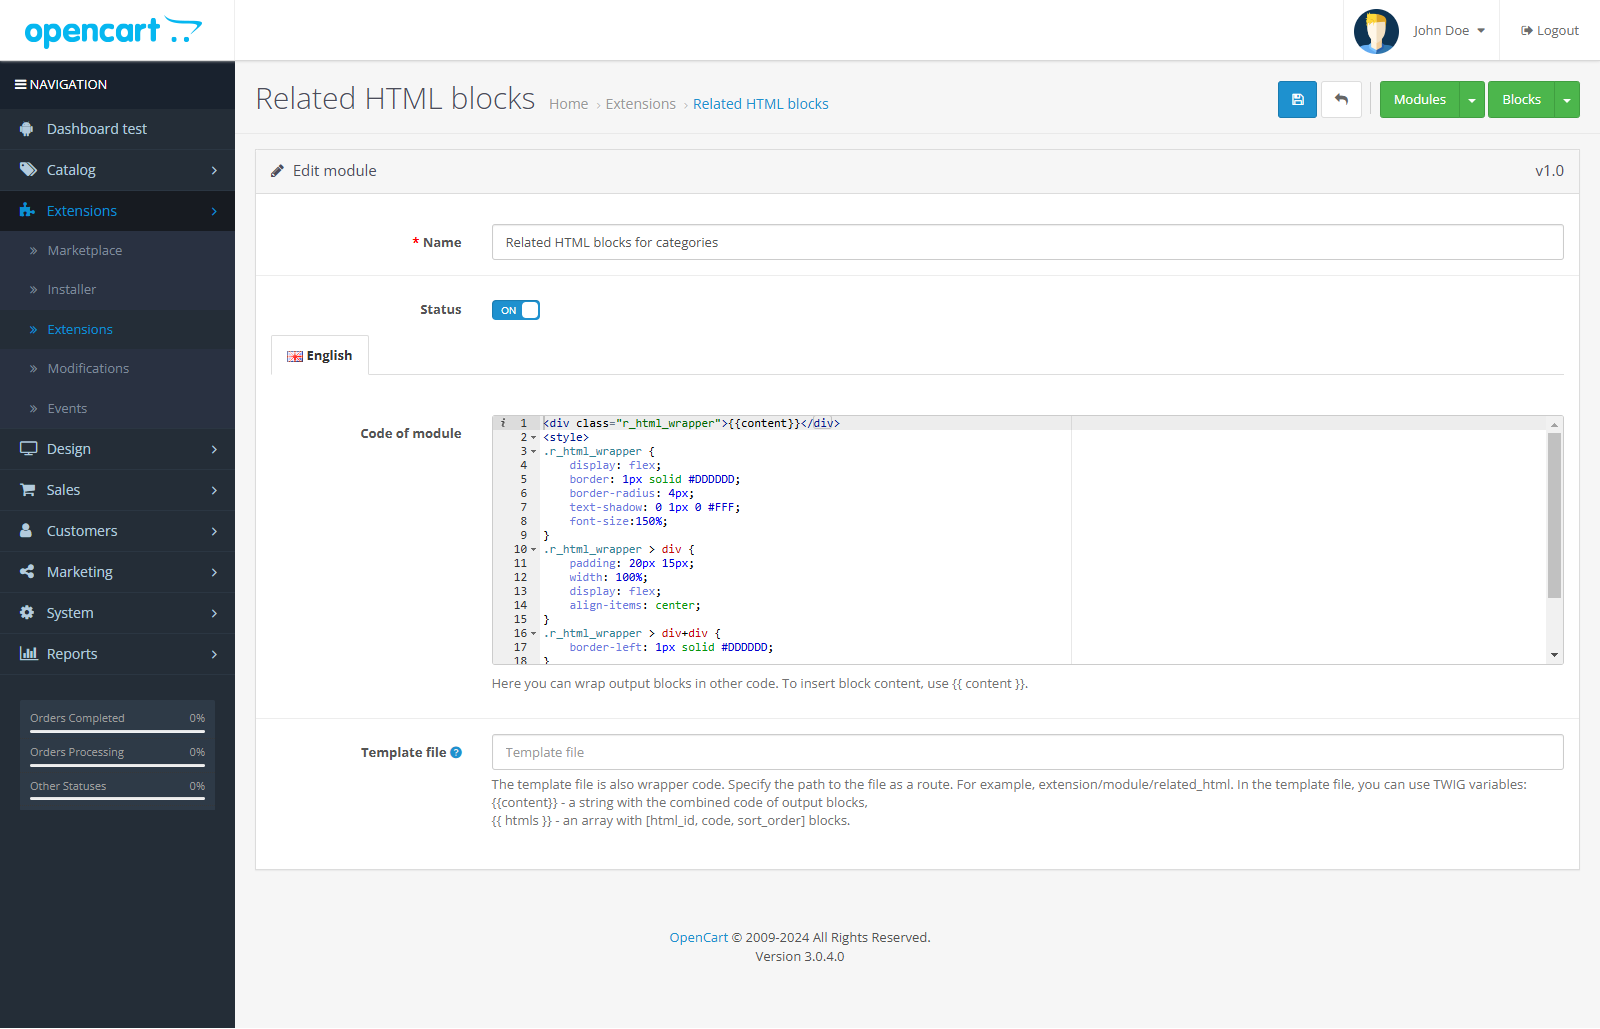 opencart
John Doe
Logout
NAVIGATION
Dashboard test
Catalog
Extensions
Marketplace
Installer
Extensions
Modifications
Events
Design
Sales
Customers
Marketing
System
Reports
Orders Completed 0%
Orders Processing 0%
Other Statuses 0%
Related HTML blocks
Home › Extensions › Related HTML blocks
Modules
Blocks
Edit module
v1.0
* Name
Related HTML blocks for categories
Status
ON
English
Code of module
i 1 <div class="r_html_wrapper">{{content}}</div>
2 <style>
3 .r_html_wrapper {
4 display: flex;
5 border: 1px solid #DDDDDD;
6 border-radius: 4px;
7 text-shadow: 0 1px 0 #FFF;
8 font-size:150%;
9 }
10 .r_html_wrapper > div {
11 padding: 20px 15px;
12 width: 100%;
13 display: flex;
14 align-items: center;
15 }
16 .r_html_wrapper > div+div {
17 border-left: 1px solid #DDDDDD;
18 }
Here you can wrap output blocks in other code. To insert block content, use {{ content }}.
Template file ?
Template file
The template file is also wrapper code. Specify the path to the file as a route. For example, extension/module/related_html. In the template file, you can use TWIG variables:
{{content}} - a string with the combined code of output blocks,
{{ htmls }} - an array with [html_id, code, sort_order] blocks.
OpenCart © 2009-2024 All Rights Reserved.
Version 3.0.4.0